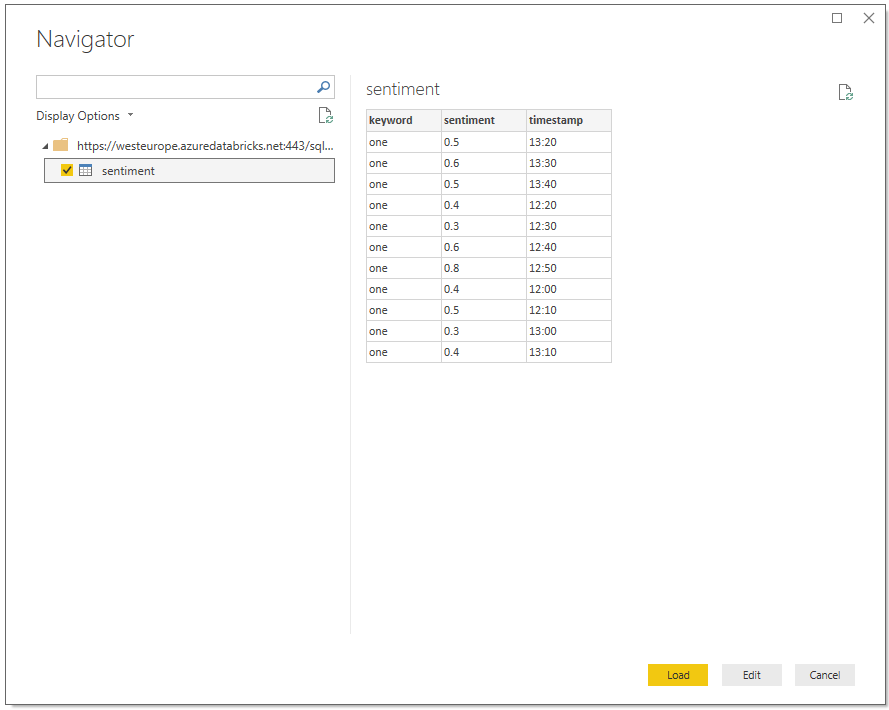 Navigator
Display Options
https://westeurope.azuredatabricks.net:443/sql...
sentiment
sentiment
keyword sentiment timestamp
one 0.5 13:20
one 0.6 13:30
one 0.5 13:40
one 0.4 12:20
one 0.3 12:30
one 0.6 12:40
one 0.8 12:50
one 0.4 12:00
one 0.5 12:10
one 0.3 13:00
one 0.4 13:10
Load Edit Cancel